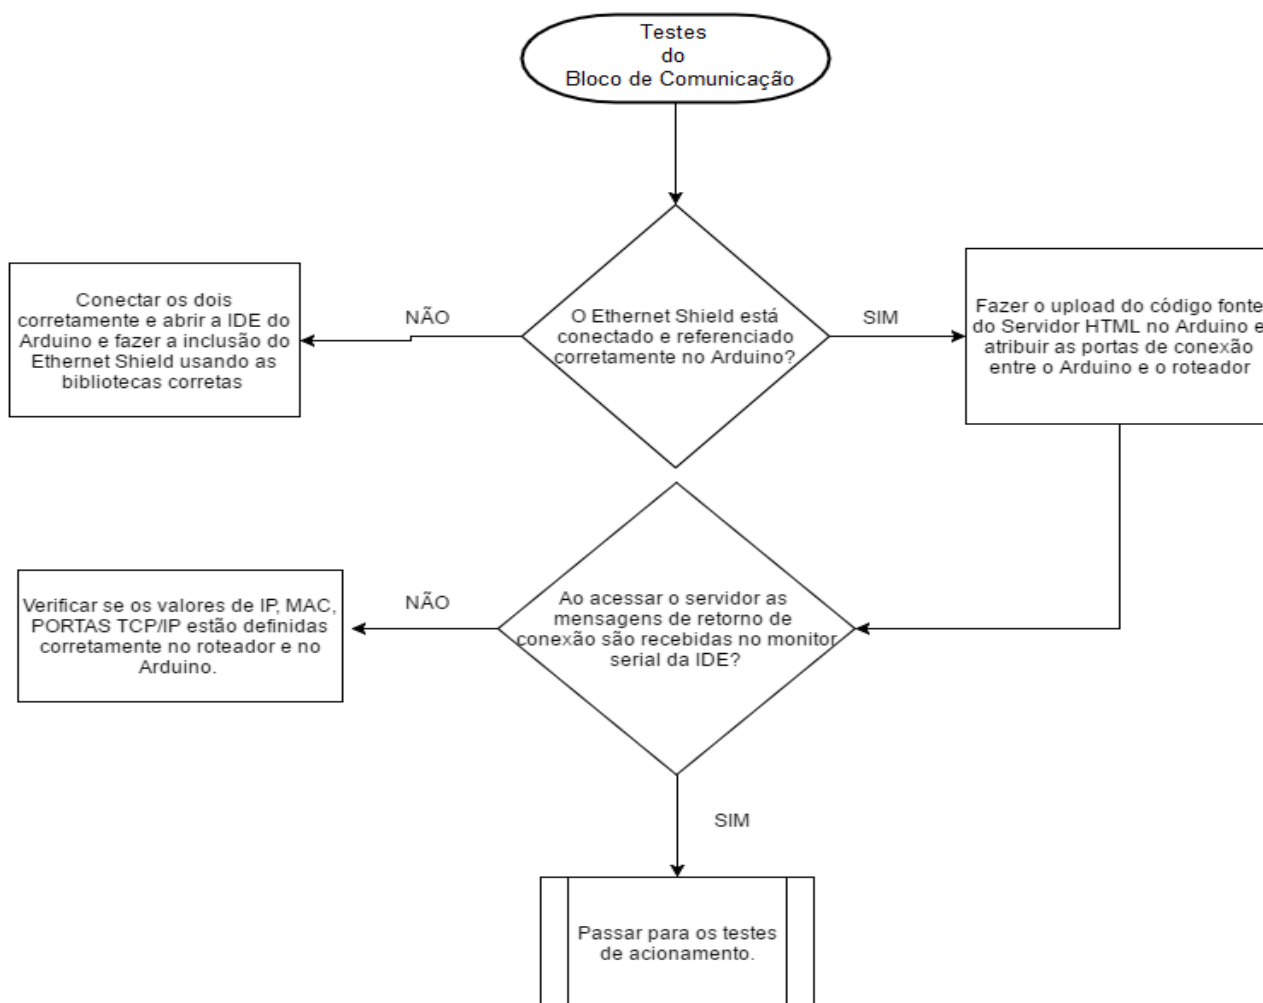 Testes
do
Bloco de Comunicação
O Ethernet Shield está
conectado e referenciado
corretamente no Arduino?
NÃO
Conectar os dois
corretamente e abrir a IDE do
Arduino e fazer a inclusão do
Ethernet Shield usando as
bibliotecas corretas
SIM
Fazer o upload do código fonte
do Servidor HTML no Arduino e
atribuir as portas de conexão
entre o Arduino e o roteador
Ao acessar o servidor as
mensagens de retorno de
conexão são recebidas no monitor
serial da IDE?
NÃO
Verificar se os valores de IP, MAC,
PORTAS TCP/IP estão definidas
corretamente no roteador e no
Arduino.
SIM
Passar para os testes
de acionamento.